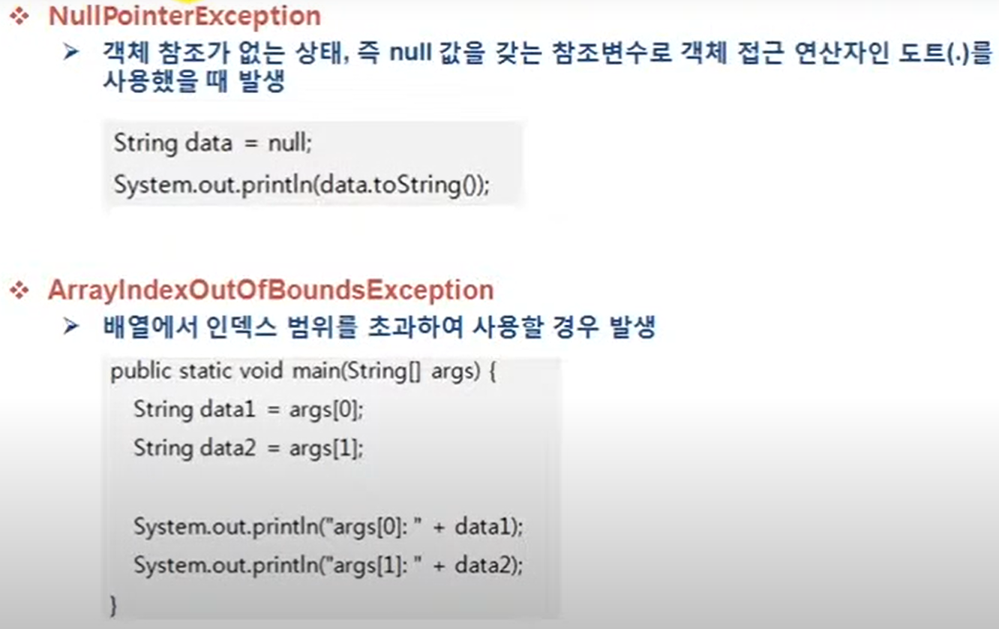 ❖ NullPointerException
➢ 객체 참조가 없는 상태, 즉 null 값을 갖는 참조변수로 객체 접근 연산자인 도트(.)를
사용했을 때 발생
String data = null;
System.out.println(data.toString());
❖ ArrayIndexOutOfBoundsException
➢ 배열에서 인덱스 범위를 초과하여 사용할 경우 발생
public static void main(String[] args) {
String data1 = args[0];
String data2 = args[1];
System.out.println("args[0]: " + data1);
System.out.println("args[1]: " + data2);
}